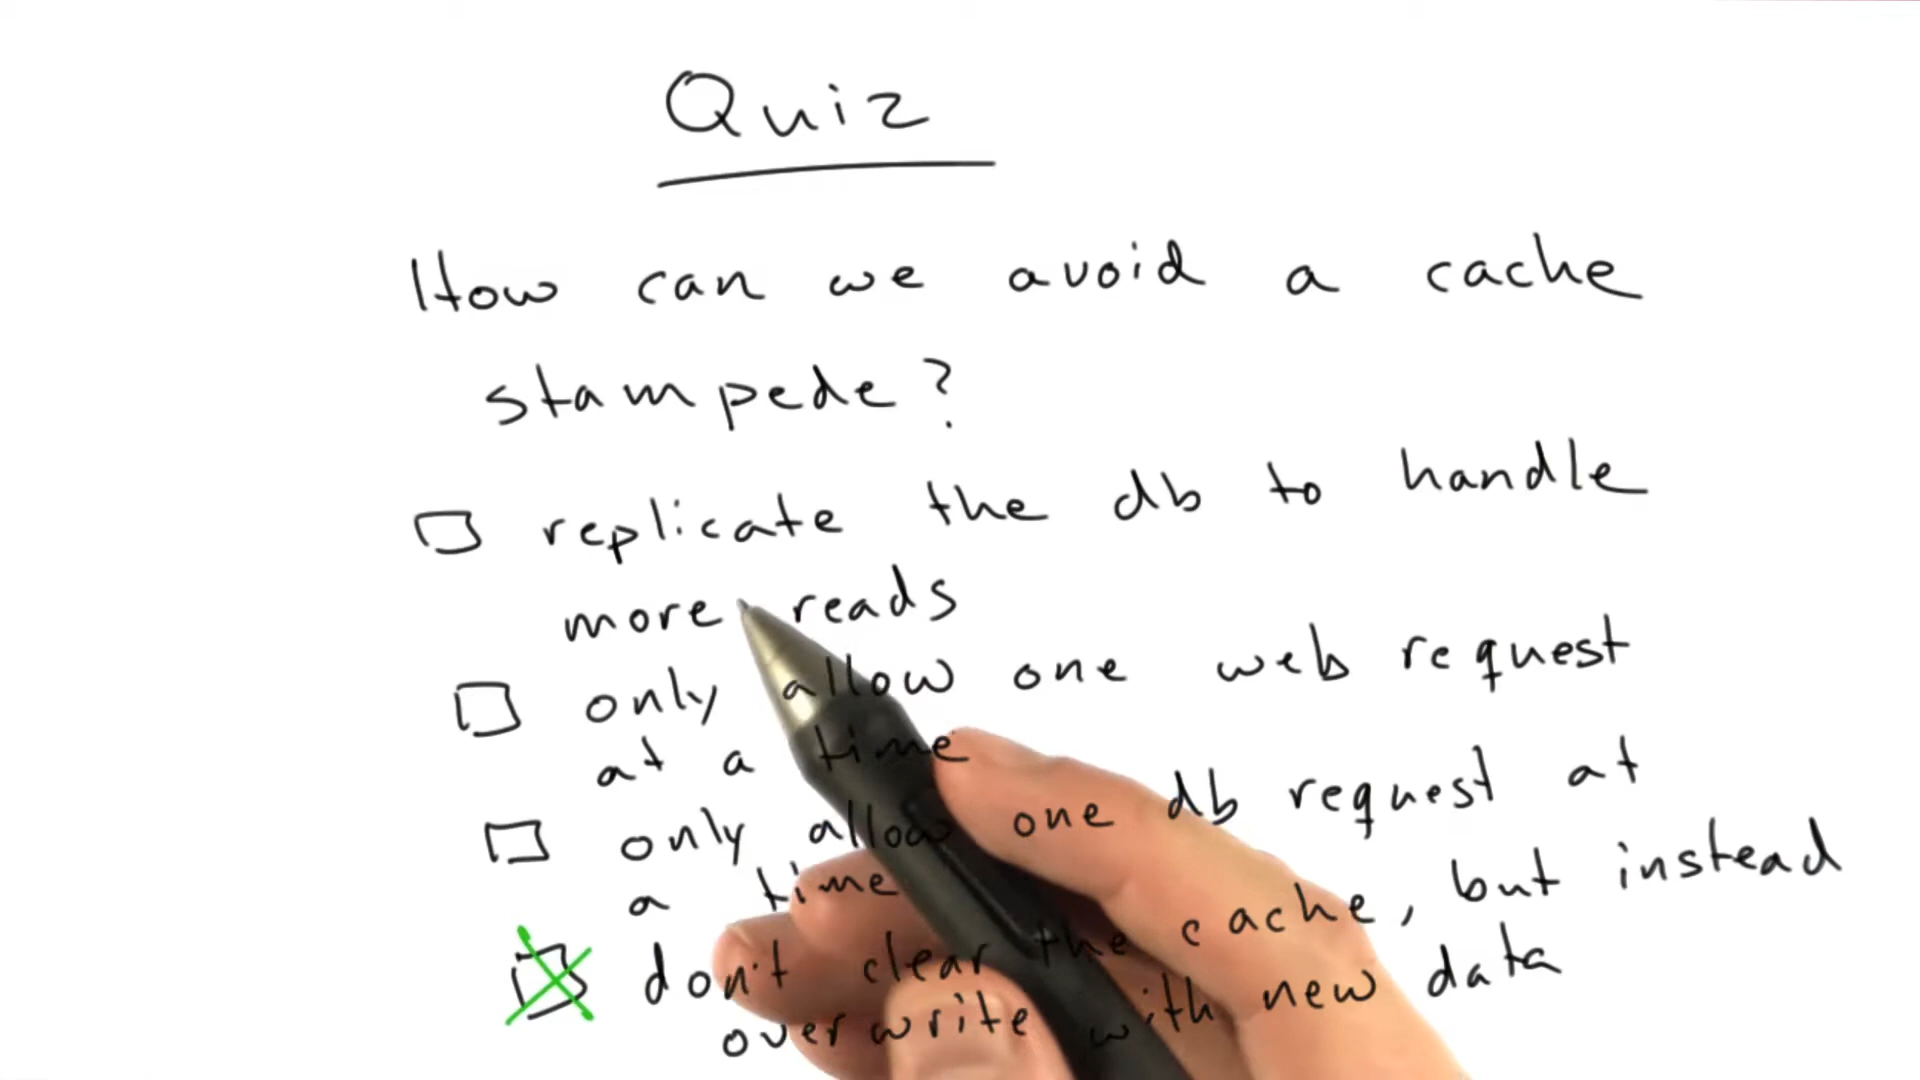 Quiz
How can we avoid a cache
stampede?
replicate the db to handle
more reads
only allow one web request
at a time
only allow one db request at
a time
don't clear the cache, but instead
overwrite with new data